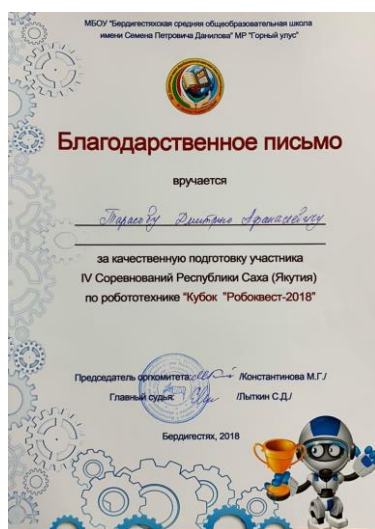 МБОУ "Бердигестяхская средняя общеобразовательная школа
имени Семена Петровича Данилова" МР "Горный улус"
Благодарственное письмо
вручается
Тарасову Дмитрию Афанасьевичу
за качественную подготовку участника
IV Соревнований Республики Саха (Якутия)
по робототехнике "Кубок "Робоквест-2018"
Председатель оргкомитета: /Константинова М.Г./
Главный судья: /Лыткин С.Д./
Бердигестях, 2018